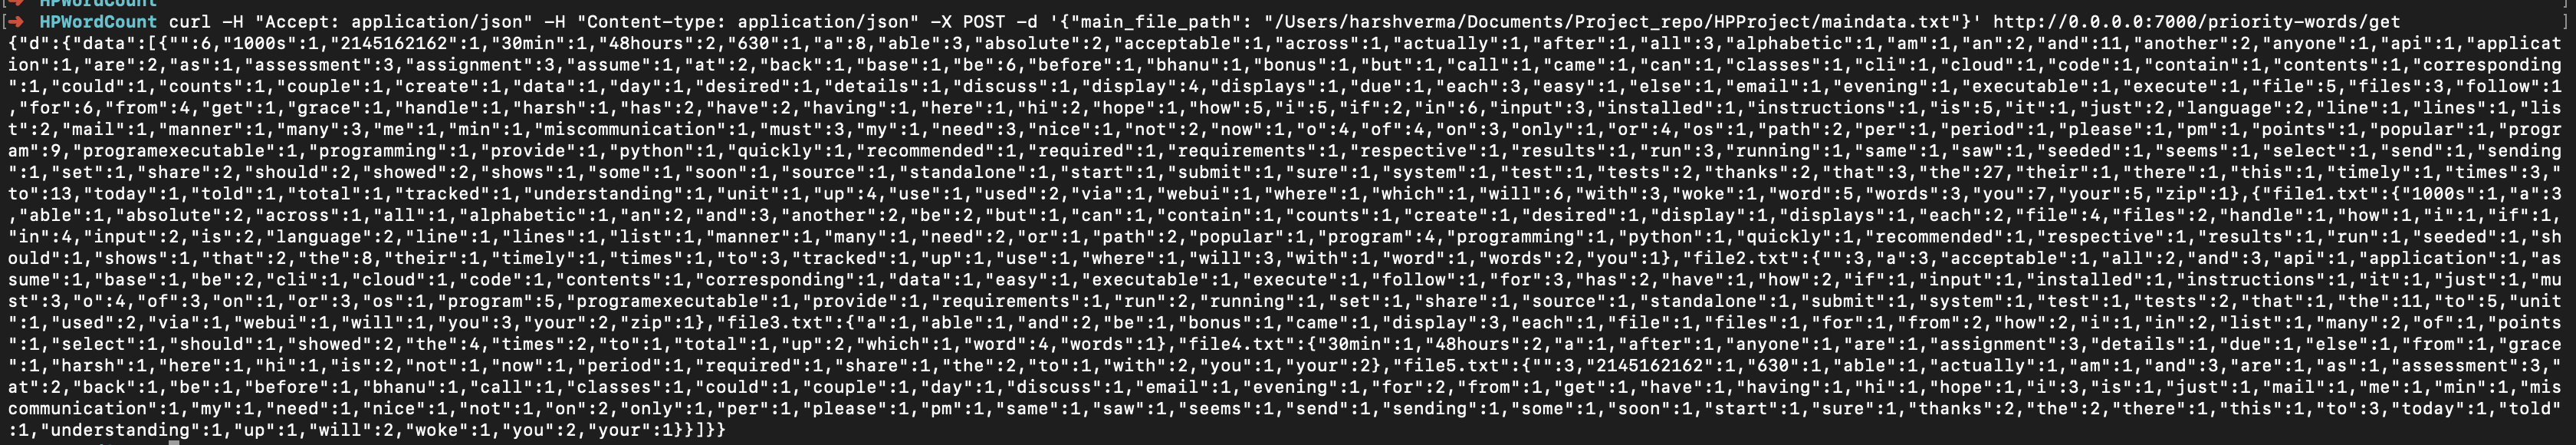 ➜ HPWordCount
[➜ HPWordCount curl -H "Accept: application/json" -H "Content-type: application/json" -X POST -d '{"main_file_path": "/Users/harshverma/Documents/Project_repo/HPProject/maindata.txt"}' http://0.0.0.0:7000/priority-words/get ]
{"d":{"data":[{"":6,"1000s":1,"2145162162":1,"30min":1,"48hours":2,"630":1,"a":8,"able":3,"absolute":2,"acceptable":1,"across":1,"actually":1,"after":1,"all":3,"alphabetic":1,"am":1,"an":2,"and":11,"another":2,"anyone":1,"api":1,"applicat
ion":1,"are":2,"as":1,"assessment":3,"assignment":3,"assume":1,"at":2,"back":1,"base":1,"be":6,"before":1,"bhanu":1,"bonus":1,"but":1,"call":1,"came":1,"can":1,"classes":1,"cli":1,"cloud":1,"code":1,"contain":1,"contents":1,"corresponding
":1,"could":1,"counts":1,"couple":1,"create":1,"data":1,"day":1,"desired":1,"details":1,"discuss":1,"display":4,"displays":1,"due":1,"each":3,"easy":1,"else":1,"email":1,"evening":1,"executable":1,"execute":1,"file":5,"files":3,"follow":1
,"for":6,"from":4,"get":1,"grace":1,"handle":1,"harsh":1,"has":2,"have":2,"having":1,"here":1,"hi":2,"hope":1,"how":5,"i":5,"if":2,"in":6,"input":3,"installed":1,"instructions":1,"is":5,"it":1,"just":2,"language":2,"line":1,"lines":1,"lis
t":2,"mail":1,"manner":1,"many":3,"me":1,"min":1,"miscommunication":1,"must":3,"my":1,"need":3,"nice":1,"not":2,"now":1,"o":4,"of":4,"on":3,"only":1,"or":4,"os":1,"path":2,"per":1,"period":1,"please":1,"pm":1,"points":1,"popular":1,"progr
am":9,"programexecutable":1,"programming":1,"provide":1,"python":1,"quickly":1,"recommended":1,"required":1,"requirements":1,"respective":1,"results":1,"run":3,"running":1,"same":1,"saw":1,"seeded":1,"seems":1,"select":1,"send":1,"sending
":1,"set":1,"share":2,"should":2,"showed":2,"shows":1,"some":1,"soon":1,"source":1,"standalone":1,"start":1,"submit":1,"sure":1,"system":1,"test":1,"tests":2,"thanks":2,"that":3,"the":27,"their":1,"there":1,"this":1,"timely":1,"times":3,"
to":13,"today":1,"told":1,"total":1,"tracked":1,"understanding":1,"unit":1,"up":4,"use":1,"used":2,"via":1,"webui":1,"where":1,"which":1,"will":6,"with":3,"woke":1,"word":5,"words":3,"you":7,"your":5,"zip":1},{"file1.txt":{"1000s":1,"a":3
,"able":1,"absolute":2,"across":1,"all":1,"alphabetic":1,"an":2,"and":3,"another":2,"be":2,"but":1,"can":1,"contain":1,"counts":1,"create":1,"desired":1,"display":1,"displays":1,"each":2,"file":4,"files":2,"handle":1,"how":1,"i":1,"if":1,
"in":4,"input":2,"is":2,"language":2,"line":1,"lines":1,"list":1,"manner":1,"many":1,"need":2,"or":1,"path":2,"popular":1,"program":4,"programming":1,"python":1,"quickly":1,"recommended":1,"respective":1,"results":1,"run":1,"seeded":1,"sh
ould":1,"shows":1,"that":2,"the":8,"their":1,"timely":1,"times":1,"to":3,"tracked":1,"up":1,"use":1,"where":1,"will":3,"with":1,"word":1,"words":2,"you":1},"file2.txt":{"":3,"a":3,"acceptable":1,"all":2,"and":3,"api":1,"application":1,"as
sume":1,"base":1,"be":2,"cli":1,"cloud":1,"code":1,"contents":1,"corresponding":1,"data":1,"easy":1,"executable":1,"execute":1,"follow":1,"for":3,"has":2,"have":1,"how":2,"if":1,"input":1,"installed":1,"instructions":1,"it":1,"just":1,"mu
st":3,"o":4,"of":3,"on":1,"or":3,"os":1,"program":5,"programexecutable":1,"provide":1,"requirements":1,"run":2,"running":1,"set":1,"share":1,"source":1,"standalone":1,"submit":1,"system":1,"test":1,"tests":2,"that":1,"the":11,"to":5,"unit
":1,"used":2,"via":1,"webui":1,"will":1,"you":3,"your":2,"zip":1},"file3.txt":{"a":1,"able":1,"and":2,"be":1,"bonus":1,"came":1,"display":3,"each":1,"file":1,"files":1,"for":1,"from":2,"how":2,"i":1,"in":2,"list":1,"many":2,"of":1,"points
":1,"select":1,"should":1,"showed":2,"the":4,"times":2,"to":1,"total":1,"up":2,"which":1,"word":4,"words":1},"file4.txt":{"30min":1,"48hours":2,"a":1,"after":1,"anyone":1,"are":1,"assignment":3,"details":1,"due":1,"else":1,"from":1,"grace
":1,"harsh":1,"here":1,"hi":1,"is":2,"not":1,"now":1,"period":1,"required":1,"share":1,"the":2,"to":1,"with":2,"you":1,"your":2},"file5.txt":{"":3,"2145162162":1,"630":1,"able":1,"actually":1,"am":1,"and":3,"are":1,"as":1,"assessment":3,"
at":2,"back":1,"be":1,"before":1,"bhanu":1,"call":1,"classes":1,"could":1,"couple":1,"day":1,"discuss":1,"email":1,"evening":1,"for":2,"from":1,"get":1,"have":1,"having":1,"hi":1,"hope":1,"i":3,"is":1,"just":1,"mail":1,"me":1,"min":1,"mis
communication":1,"my":1,"need":1,"nice":1,"not":1,"on":2,"only":1,"per":1,"please":1,"pm":1,"same":1,"saw":1,"seems":1,"send":1,"sending":1,"some":1,"soon":1,"start":1,"sure":1,"thanks":2,"the":2,"there":1,"this":1,"to":3,"today":1,"told"
:1,"understanding":1,"up":1,"will":2,"woke":1,"you":2,"your":1}}]}}